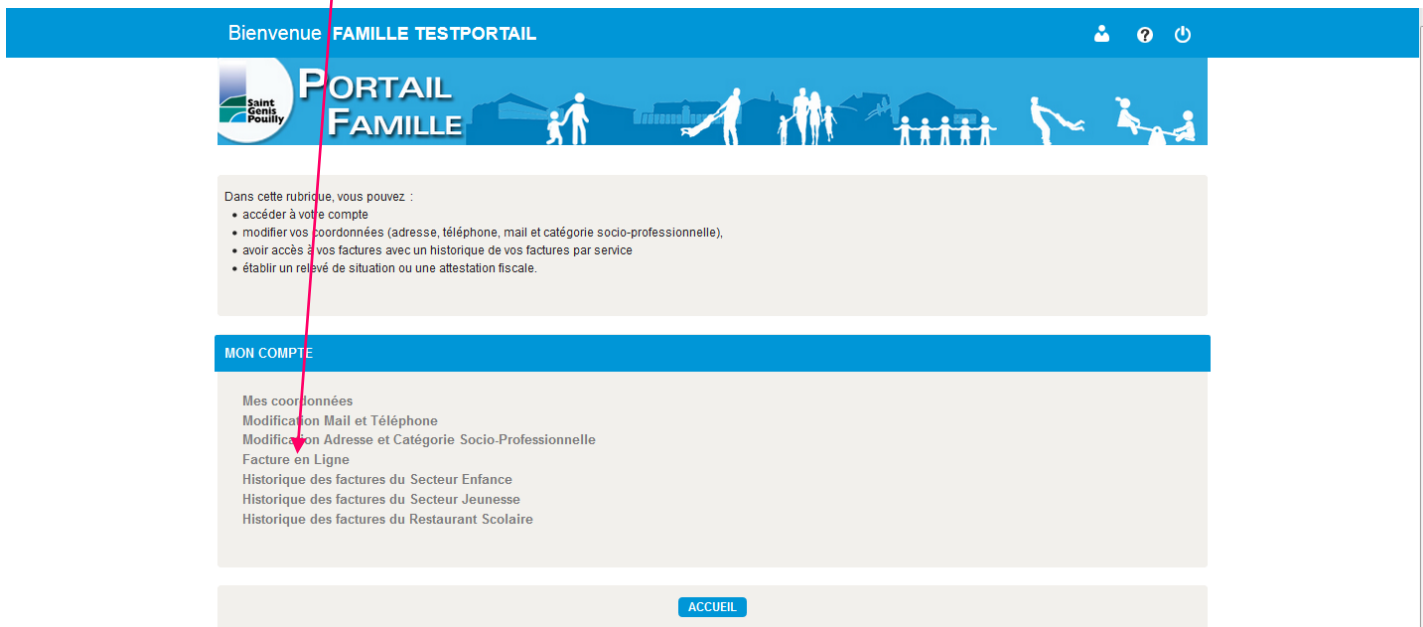 Bienvenue FAMILLE TESTPORTAIL
Saint
Genis
Pouilly
PORTAIL
FAMILLE
Dans cette rubrique, vous pouvez :
• accéder à votre compte
• modifier vos coordonnées (adresse, téléphone, mail et catégorie socio-professionnelle),
• avoir accès à vos factures avec un historique de vos factures par service
• établir un relevé de situation ou une attestation fiscale.
MON COMPTE
Mes coordonnées
Modification Mail et Téléphone
Modification Adresse et Catégorie Socio-Professionnelle
Facture en Ligne
Historique des factures du Secteur Enfance
Historique des factures du Secteur Jeunesse
Historique des factures du Restaurant Scolaire
ACCUEIL